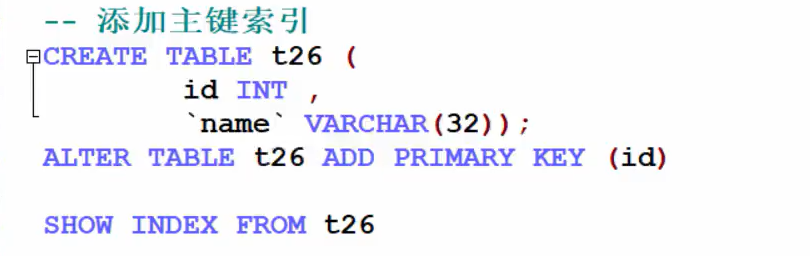 -- 添加主键索引
CREATE TABLE t26 (
id INT ,
`name` VARCHAR(32));
ALTER TABLE t26 ADD PRIMARY KEY (id)
SHOW INDEX FROM t26